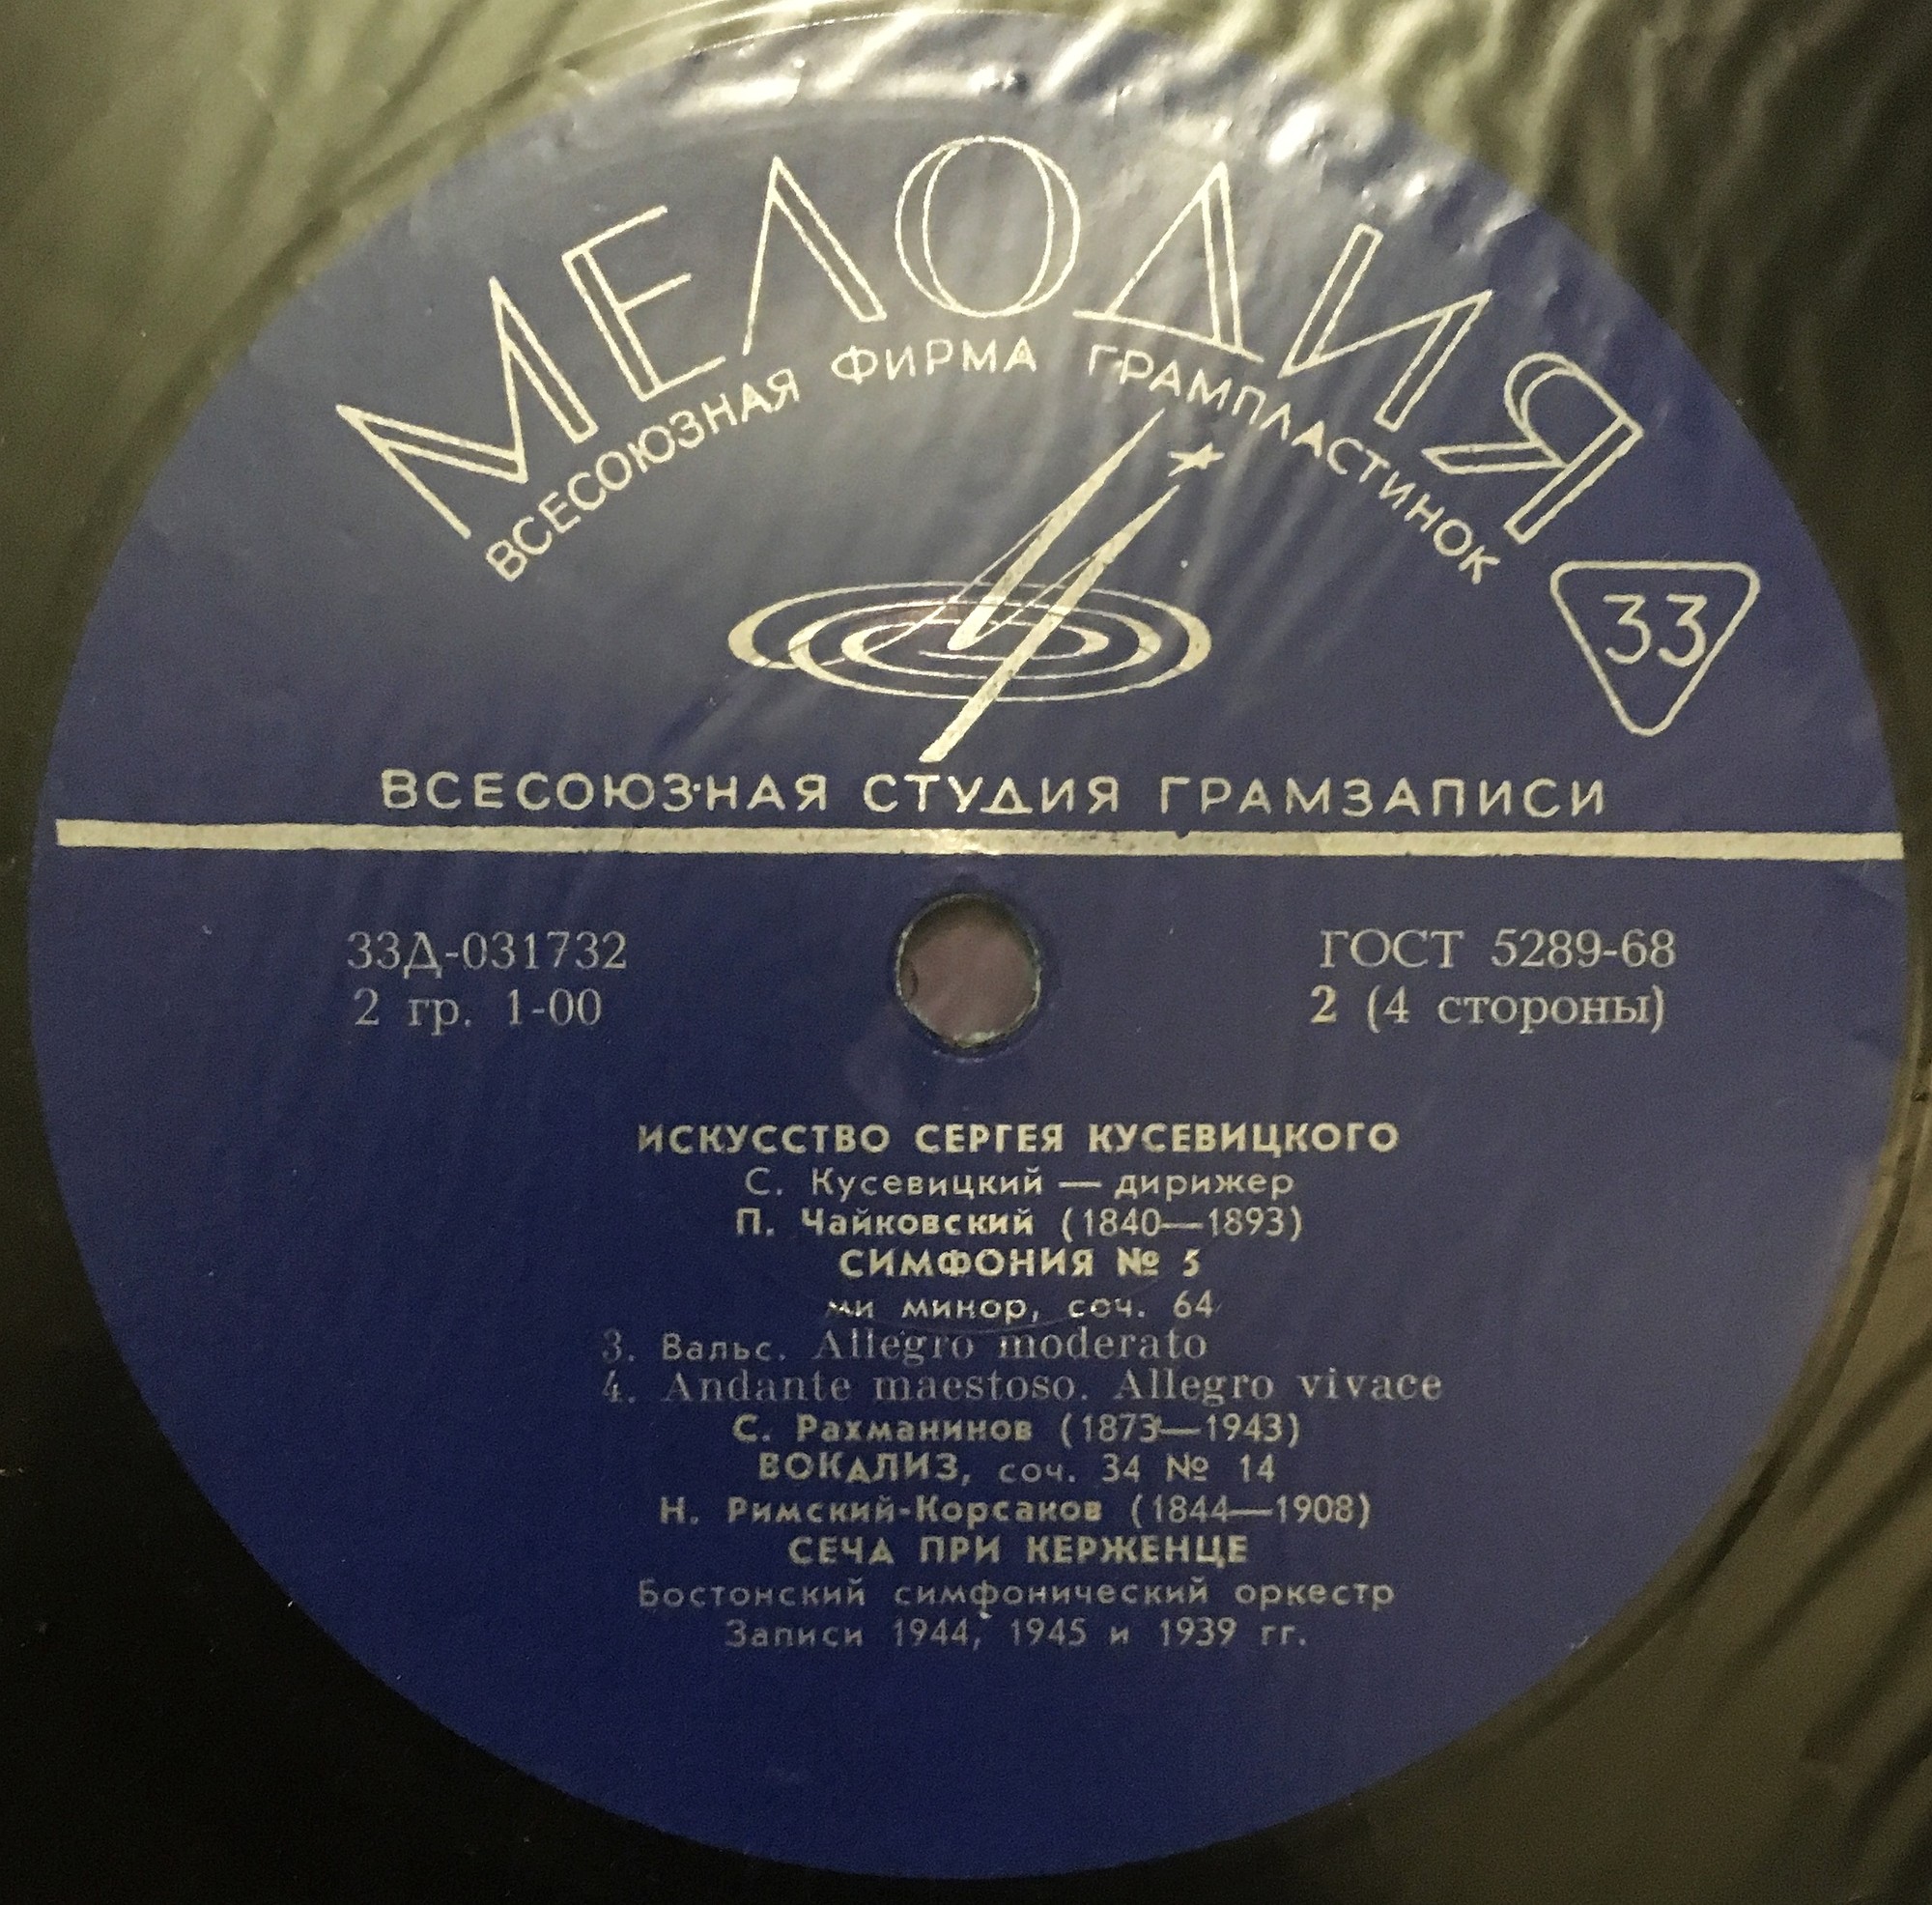 МЕЛОДИЯ
ВСЕСОЮЗНАЯ ФИРМА ГРАМПЛАСТИНОК
33
ВСЕСОЮЗНАЯ СТУДИЯ ГРАМЗАПИСИ
33Д-031732
2 гр. 1-00
ГОСТ 5289-68
2 (4 стороны)
ИСКУССТВО СЕРГЕЯ КУСЕВИЦКОГО
С. Кусевицкий — дирижер
П. Чайковский (1840—1893)
СИМФОНИЯ № 5
ми минор, соч. 64
3. Вальс. Allegro moderato
4. Andante maestoso. Allegro vivace
С. Рахманинов (1873—1943)
ВОКАЛИЗ, соч. 34 № 14
Н. Римский-Корсаков (1844—1908)
СЕЧА ПРИ КЕРЖЕНЦЕ
Бостонский симфонический оркестр
Записи 1944, 1945 и 1939 гг.